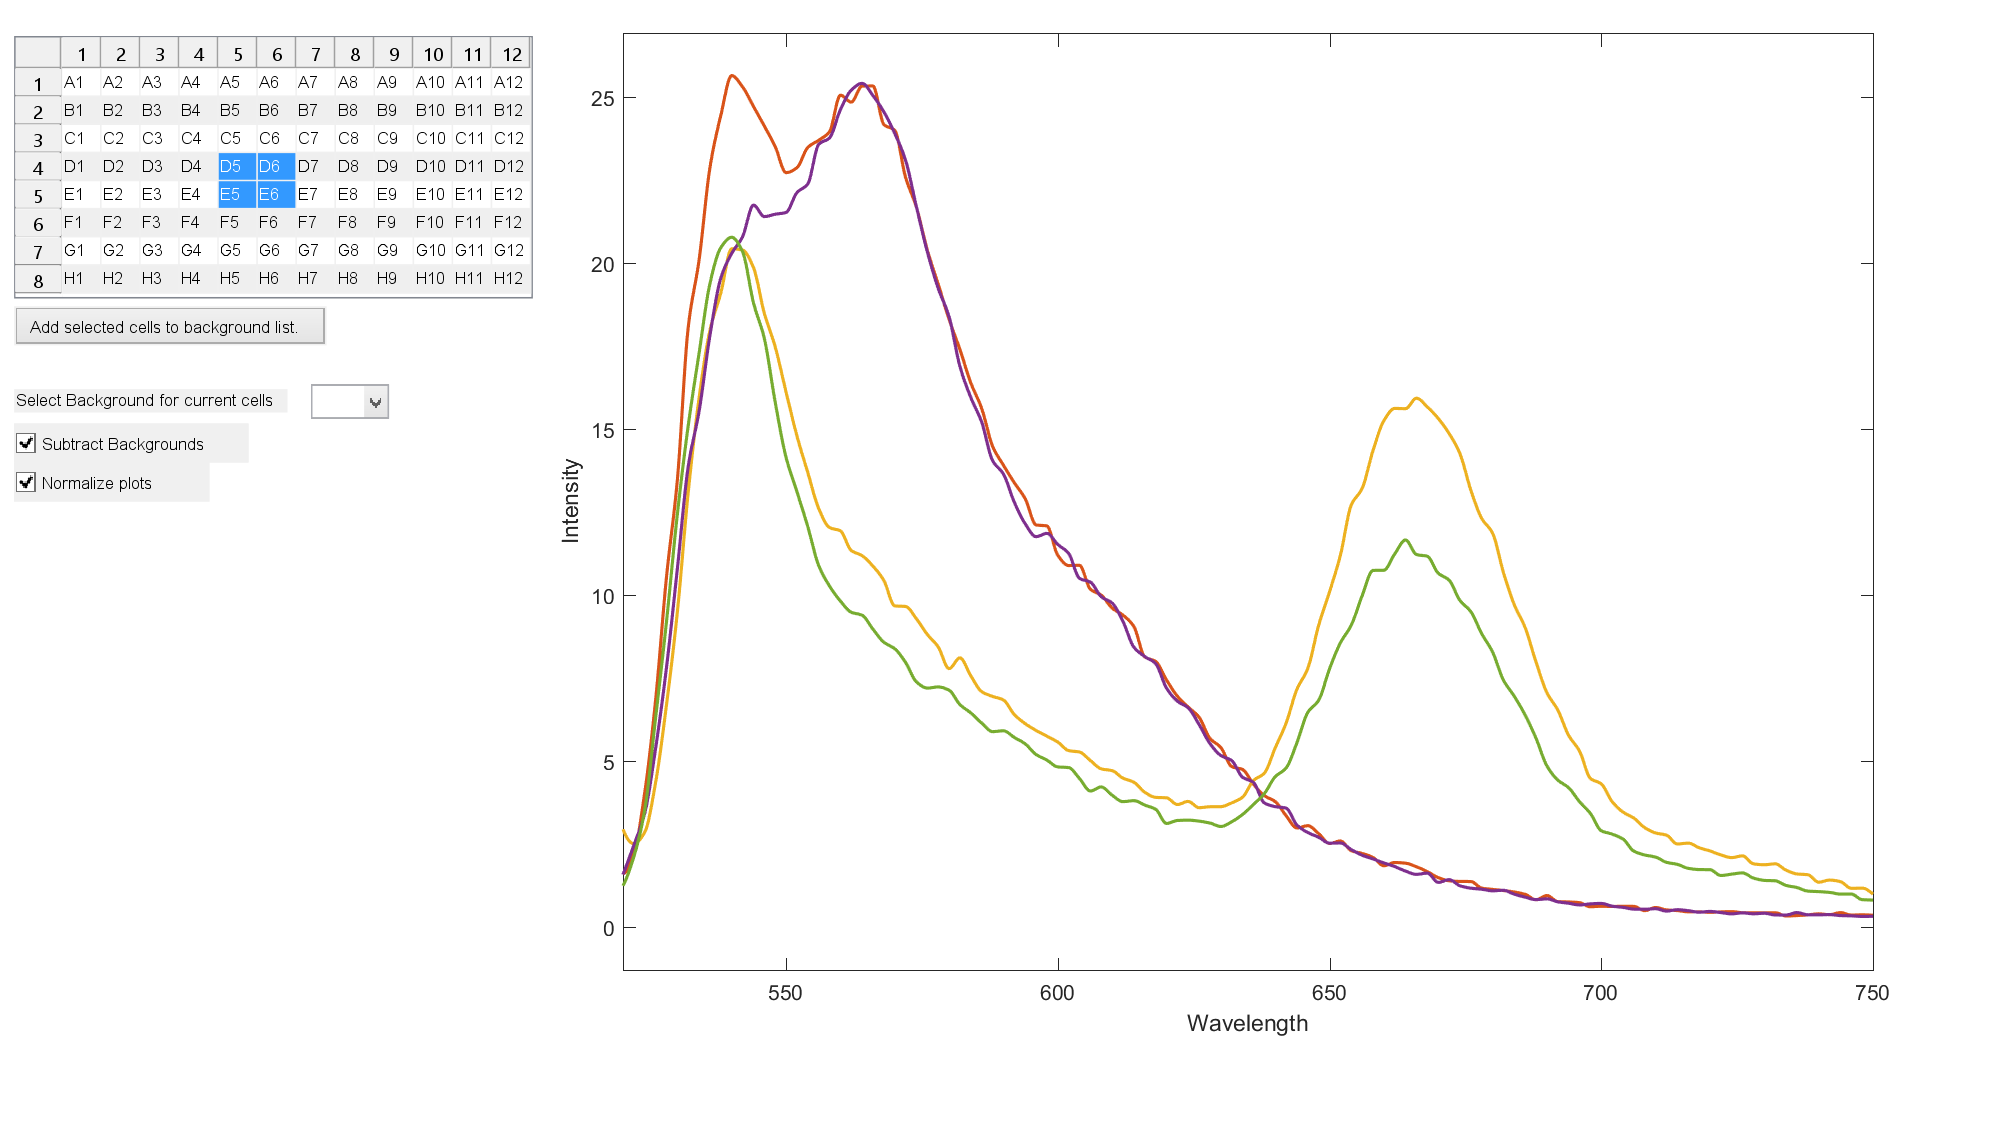 1 2 3 4 5 6 7 8 9 10 11 12
1 A1 A2 A3 A4 A5 A6 A7 A8 A9 A10 A11 A12
2 B1 B2 B3 B4 B5 B6 B7 B8 B9 B10 B11 B12
3 C1 C2 C3 C4 C5 C6 C7 C8 C9 C10 C11 C12
4 D1 D2 D3 D4 D5 D6 D7 D8 D9 D10 D11 D12
5 E1 E2 E3 E4 E5 E6 E7 E8 E9 E10 E11 E12
6 F1 F2 F3 F4 F5 F6 F7 F8 F9 F10 F11 F12
7 G1 G2 G3 G4 G5 G6 G7 G8 G9 G10 G11 G12
8 H1 H2 H3 H4 H5 H6 H7 H8 H9 H10 H11 H12
Add selected cells to background list.
Select Background for current cells
Subtract Backgrounds
Normalize plots
Intensity
25
20
15
10
5
0
550 600 650 700 750
Wavelength